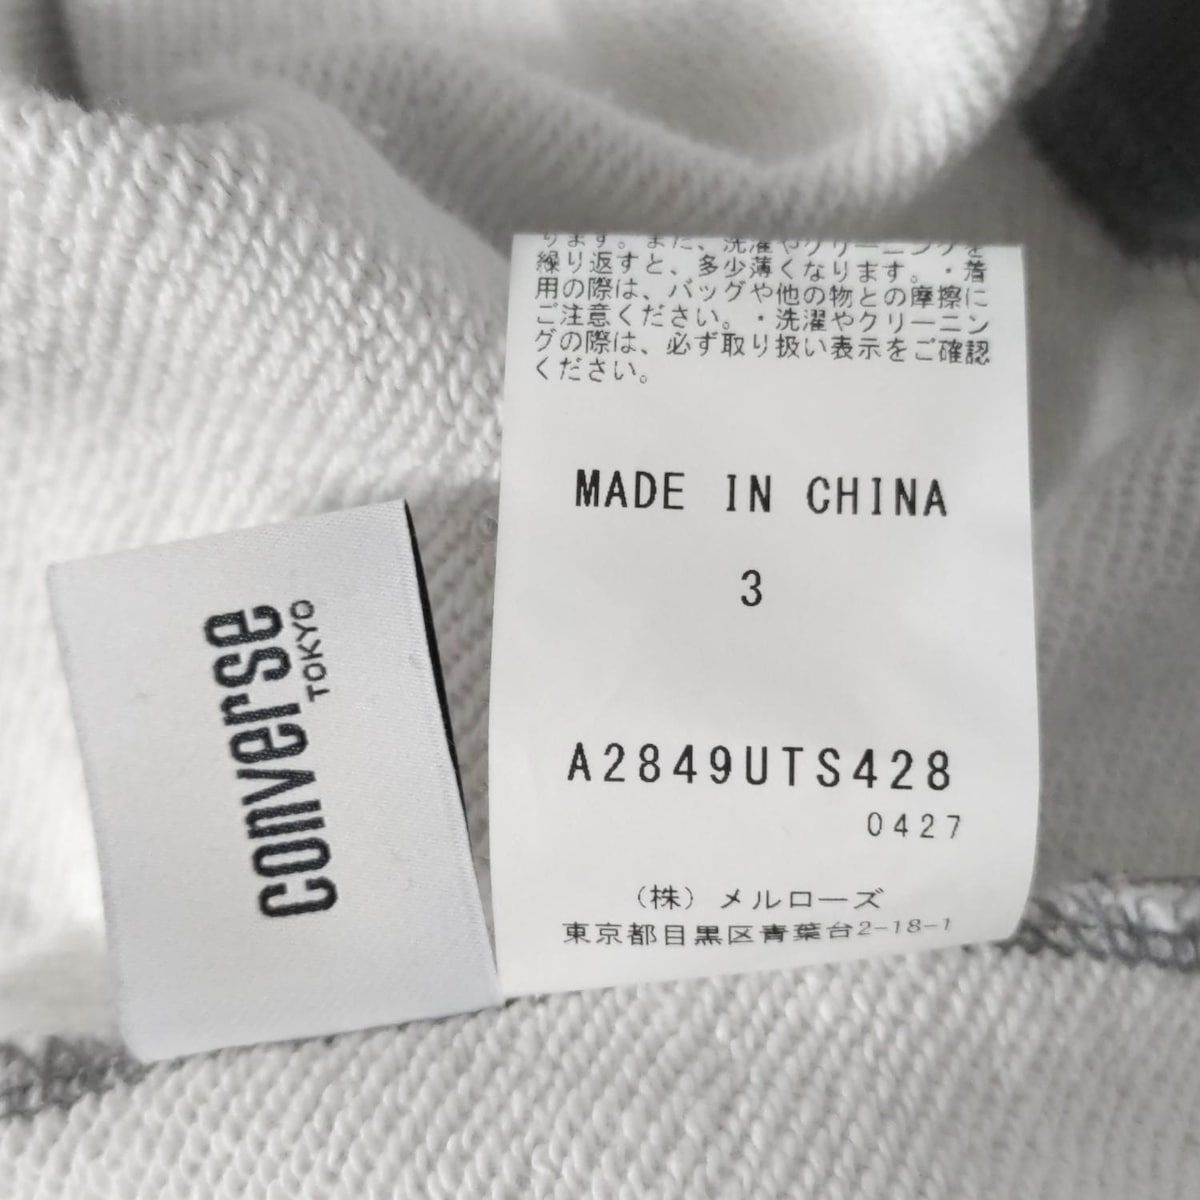 ります。また、洗濯やクリーニングを
繰り返すと、多少薄くなります。・着
用の際は、バッグや他の物との摩擦に
ご注意ください。・洗濯やクリーニン
グの際は、必ず取り扱い表示をご確認
ください。
MADE IN CHINA
3
A2849UTS428
0427
(株) メルローズ
東京都目黒区青葉台2-18-1
converse
TOKYO